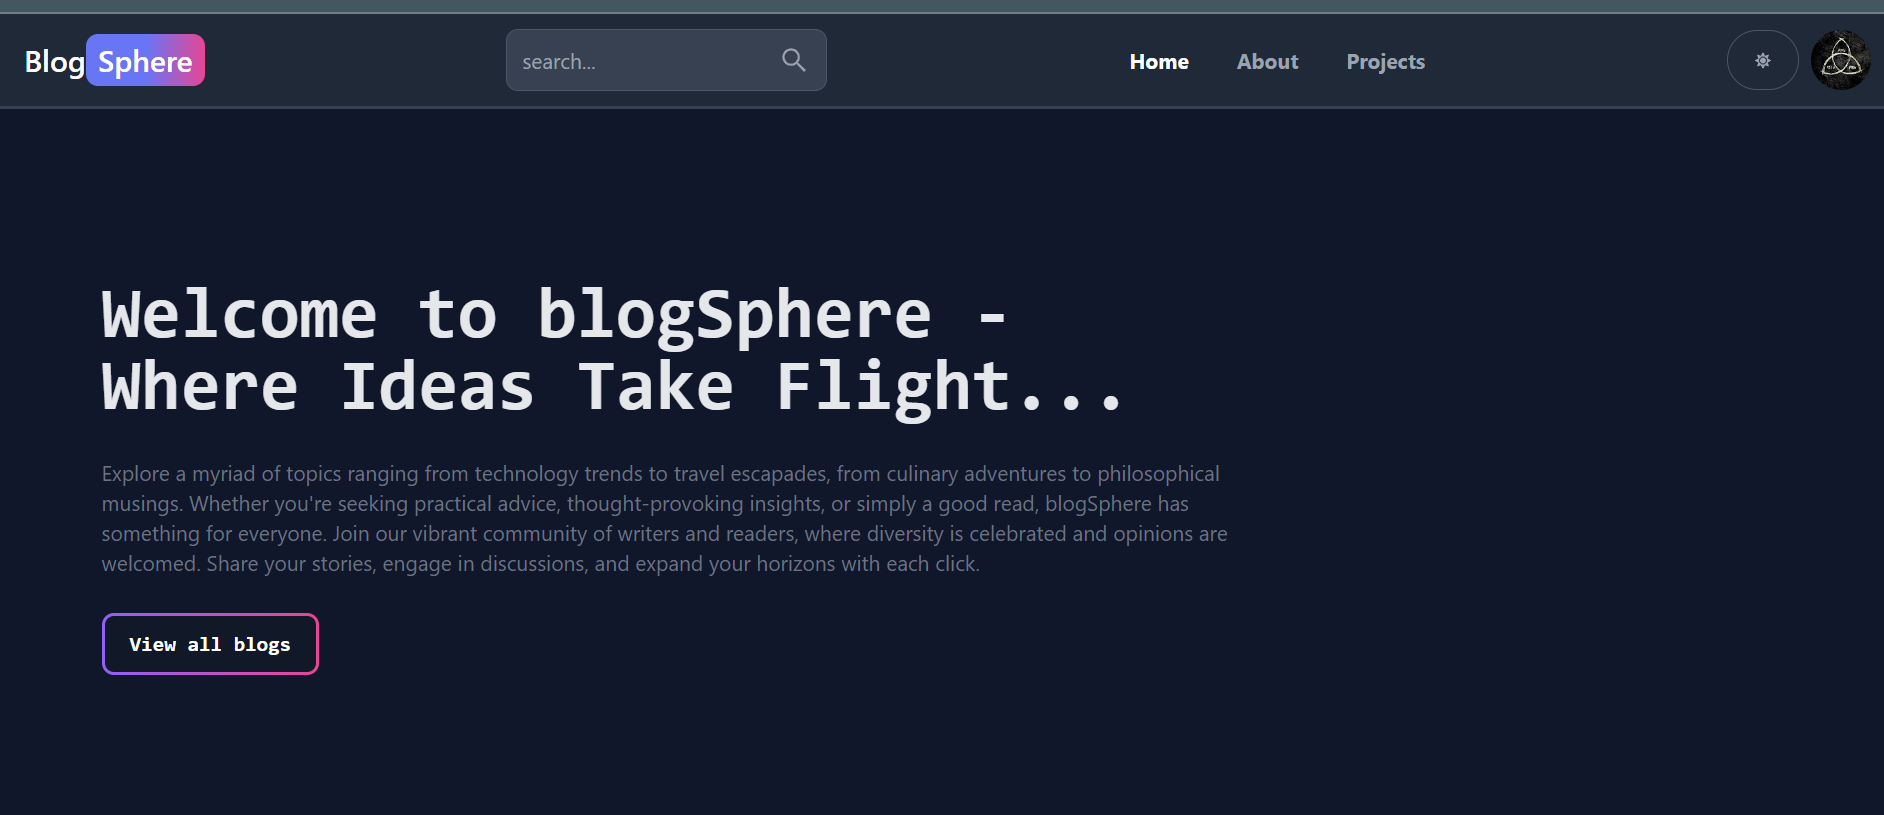 Blog Sphere
search...
Home
About
Projects
Welcome to blogSphere -
Where Ideas Take Flight...
Explore a myriad of topics ranging from technology trends to travel escapades, from culinary adventures to philosophical
musings. Whether you're seeking practical advice, thought-provoking insights, or simply a good read, blogSphere has
something for everyone. Join our vibrant community of writers and readers, where diversity is celebrated and opinions are
welcomed. Share your stories, engage in discussions, and expand your horizons with each click.
View all blogs